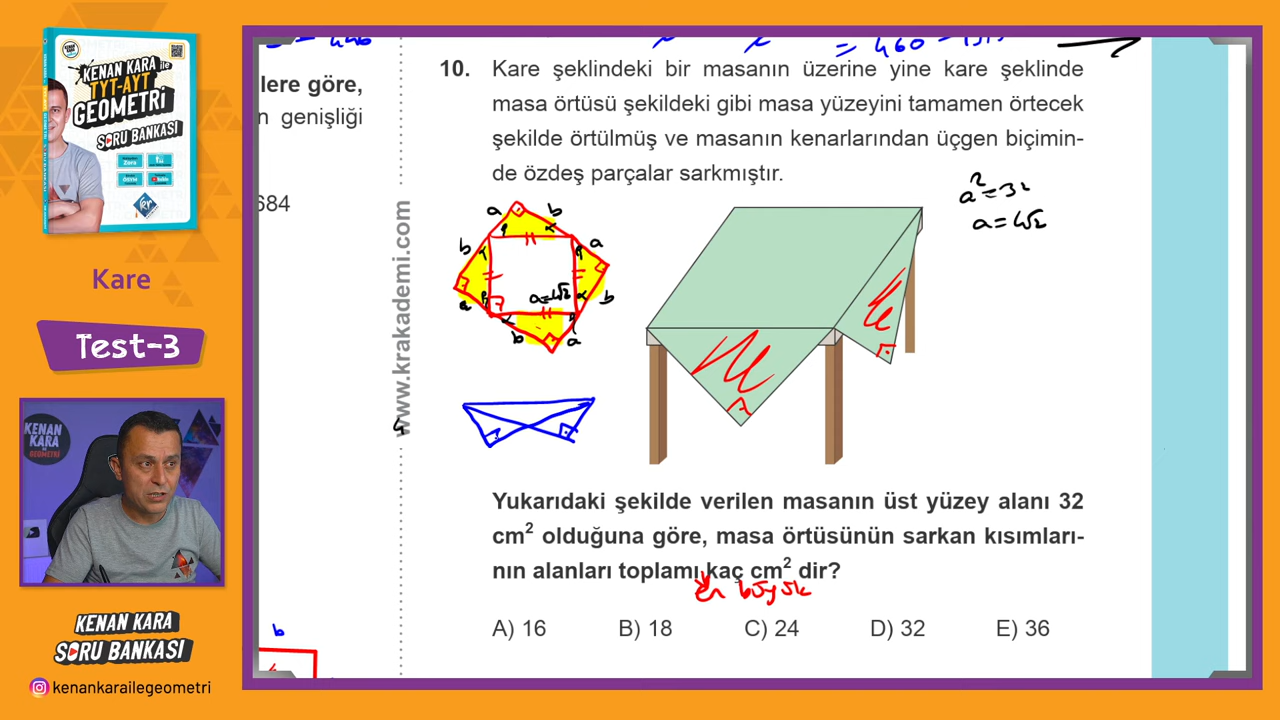 KENAN KARA ile
TYT-AYT
GEOMETRİ
SORU BANKASI
Kare
Test-3
KENAN
KARA
ile
GEOMETRİ
KENAN KARA
SORU BANKASI
kenankarailegeometri
lere göre,
n genişliği
684
b
www.krakademi.com
= 460
10. Kare şeklindeki bir masanın üzerine yine kare şeklinde
masa örtüsü şekildeki gibi masa yüzeyini tamamen örtecek
şekilde örtülmüş ve masanın kenarlarından üçgen biçimin-
de özdeş parçalar sarkmıştır.
a²=32
a=4√2
a b
b a
a=4√2
a b
b a
Yukarıdaki şekilde verilen masanın üst yüzey alanı 32
cm² olduğuna göre, masa örtüsünün sarkan kısımları-
nın alanları toplamı kaç cm² dir?
en büyük
A) 16 B) 18 C) 24 D) 32 E) 36